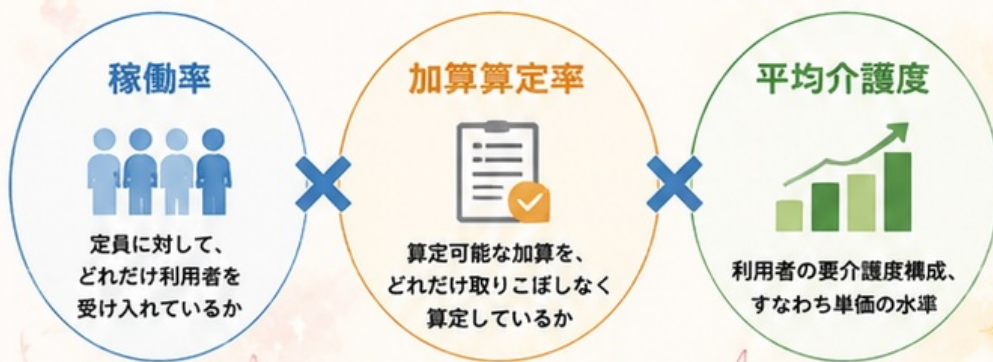 稼働率
定員に対して、
どれだけ利用者を
受け入れているか
加算算定率
算定可能な加算を、
どれだけ取りこぼしなく
算定しているか
平均介護度
利用者の要介護度構成、
すなわち単価の水準